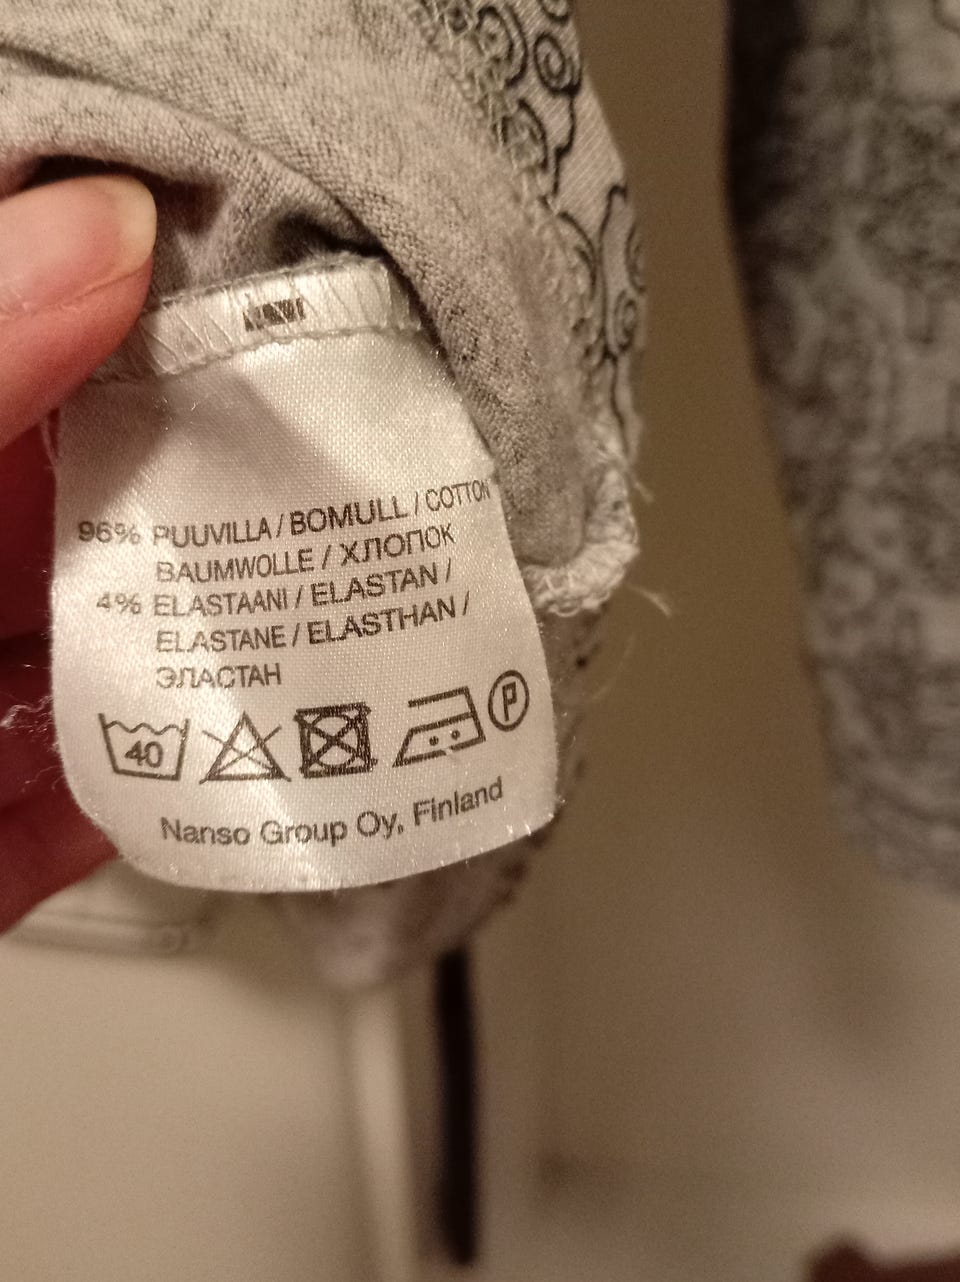 96% PUUVILLA / BOMULL / COTTON
BAUMWOLLE / ХЛОПОК
4% ELASTAANI / ELASTAN /
ELASTANE / ELASTHAN /
ЭЛАСТАН
40
P
Nanso Group Oy, Finland